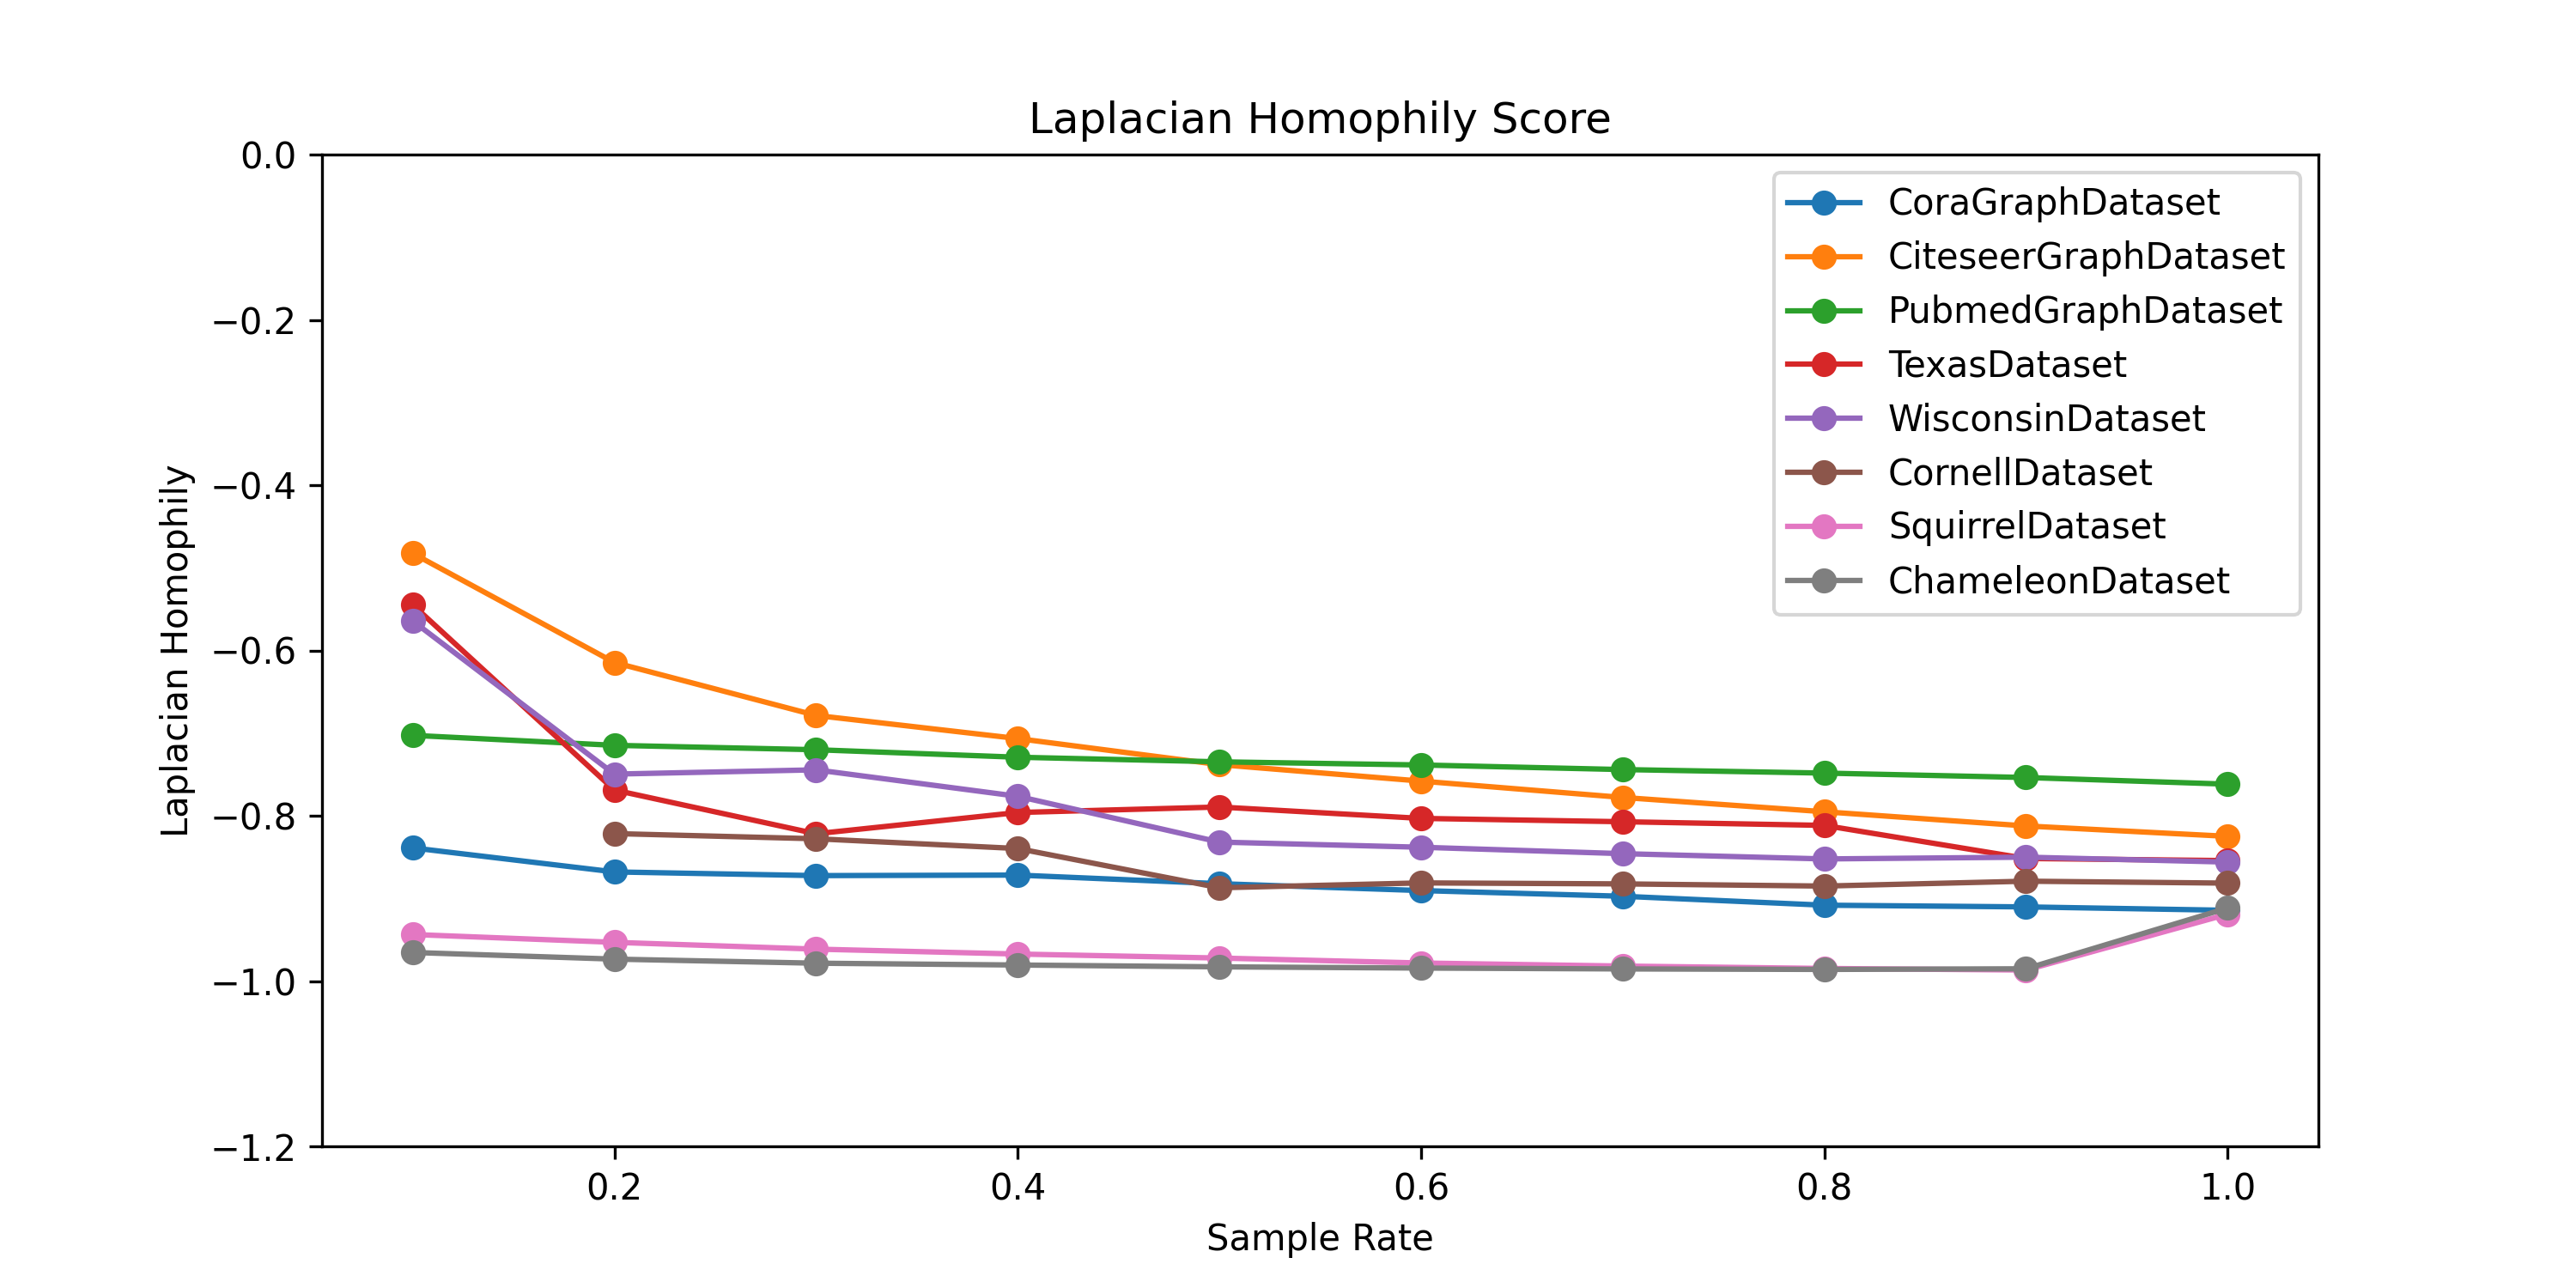 Laplacian Homophily Score
0.0
−0.2
−0.4
−0.6
−0.8
−1.0
−1.2
Laplacian Homophily
CoraGraphDataset
CiteseerGraphDataset
PubmedGraphDataset
TexasDataset
WisconsinDataset
CornellDataset
SquirrelDataset
ChameleonDataset
0.2
0.4
0.6
0.8
1.0
Sample Rate